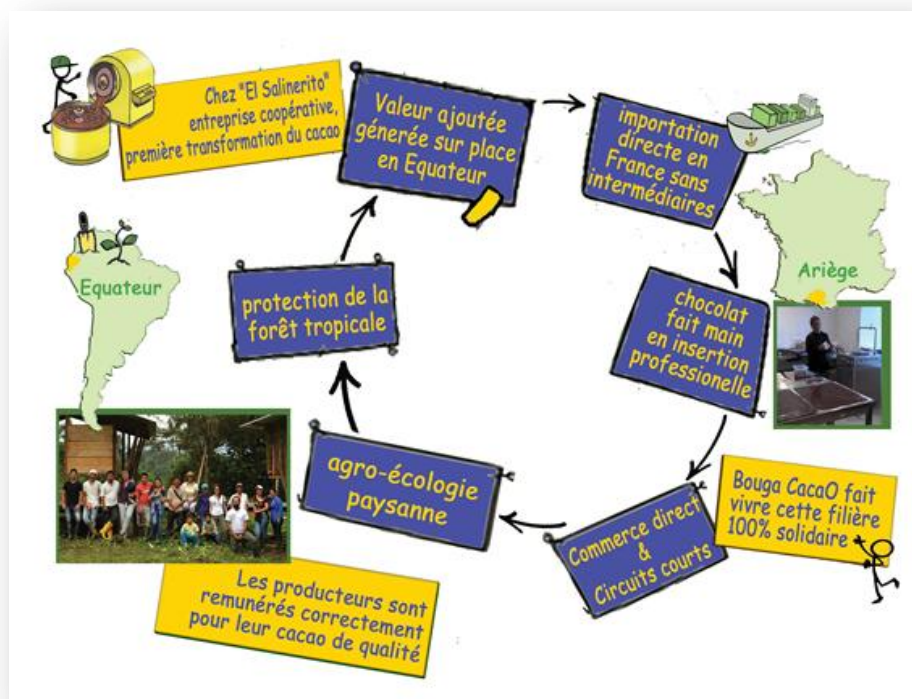 Chez "El Salinerito"
entreprise coopérative,
première transformation du cacao
Valeur ajoutée
génerée sur place
en Equateur
importation
directe en
France sans
intermédiaires
Ariège
chocolat
fait main
en insertion
professionelle
Bouga CacaO fait
vivre cette filière
100% solidaire
Commerce direct
&
Circuits courts
agro-écologie
paysanne
Les producteurs sont
remunérés correctement
pour leur cacao de qualité
protection de la
forêt tropicale
Equateur